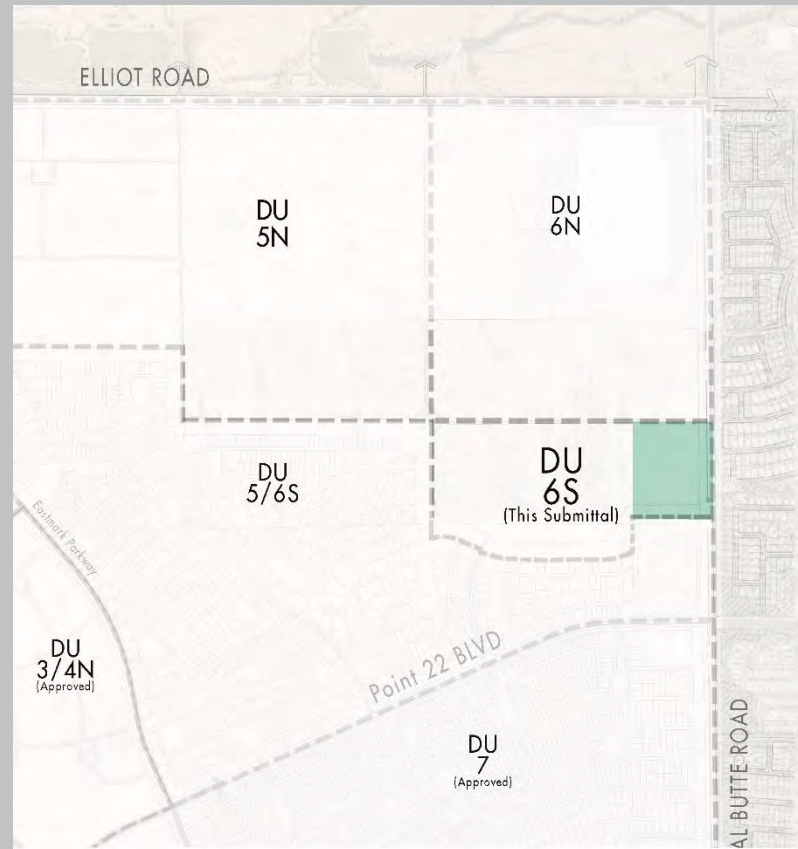 ELLIOT ROAD
DU
5N
DU
6N
DU
5/6S
DU
6S
(This Submittal)
Eastmark Parkway
DU
3/4N
(Approved)
Point 22 BLVD
DU
7
(Approved)
AL BUTTE ROAD